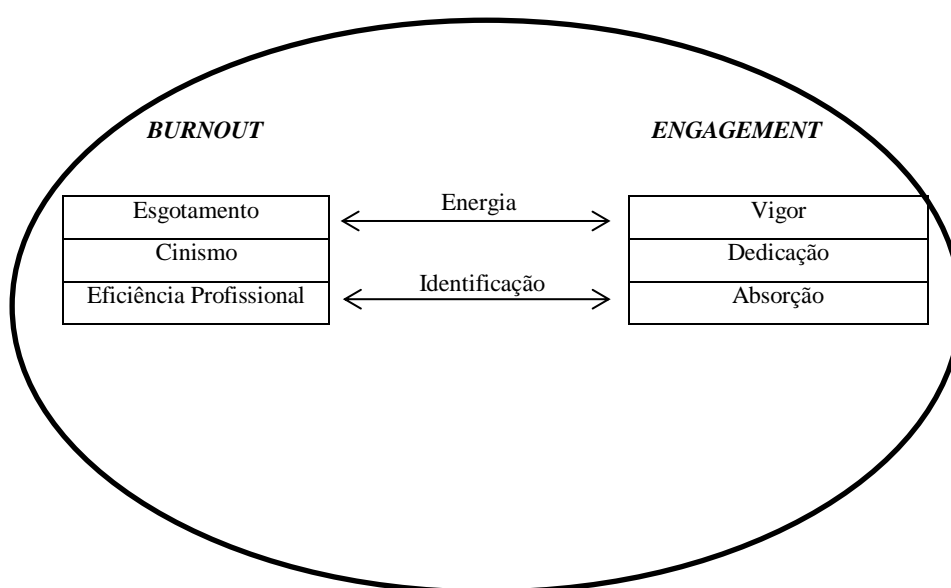 BURNOUT
ENGAGEMENT
Esgotamento
Energia
Vigor
Cinismo
Dedicação
Eficiência Profissional
Identificação
Absorção